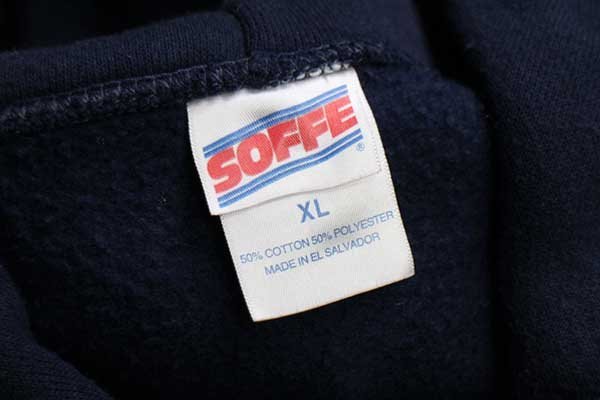 SOFFE®
XL
50% COTTON 50% POLYESTER
MADE IN EL SALVADOR